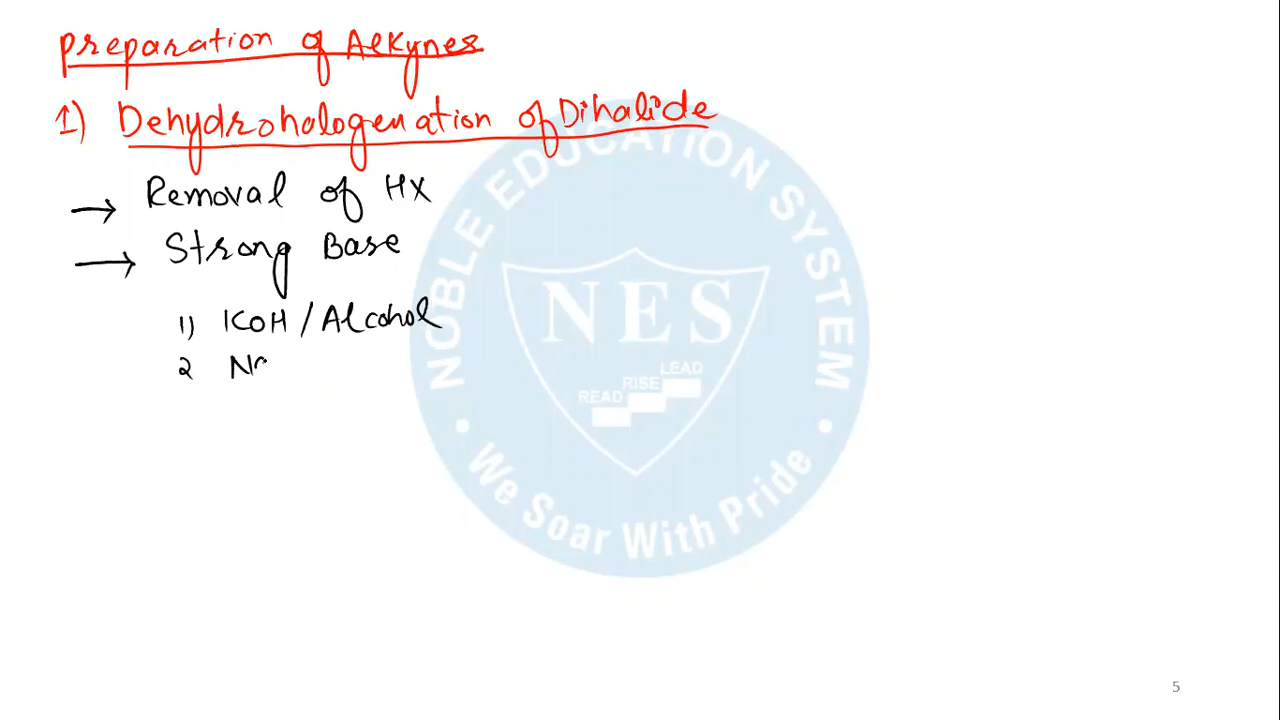 Preparation of Alkynes
1) Dehydrohalogenation of Dihalide
→ Removal of HX
→ Strong Base
1) KOH / Alcohol
2 Na
NOBLE EDUCATION SYSTEM
NES
LEAD
RISE
READ
• We Soar With Pride •
5